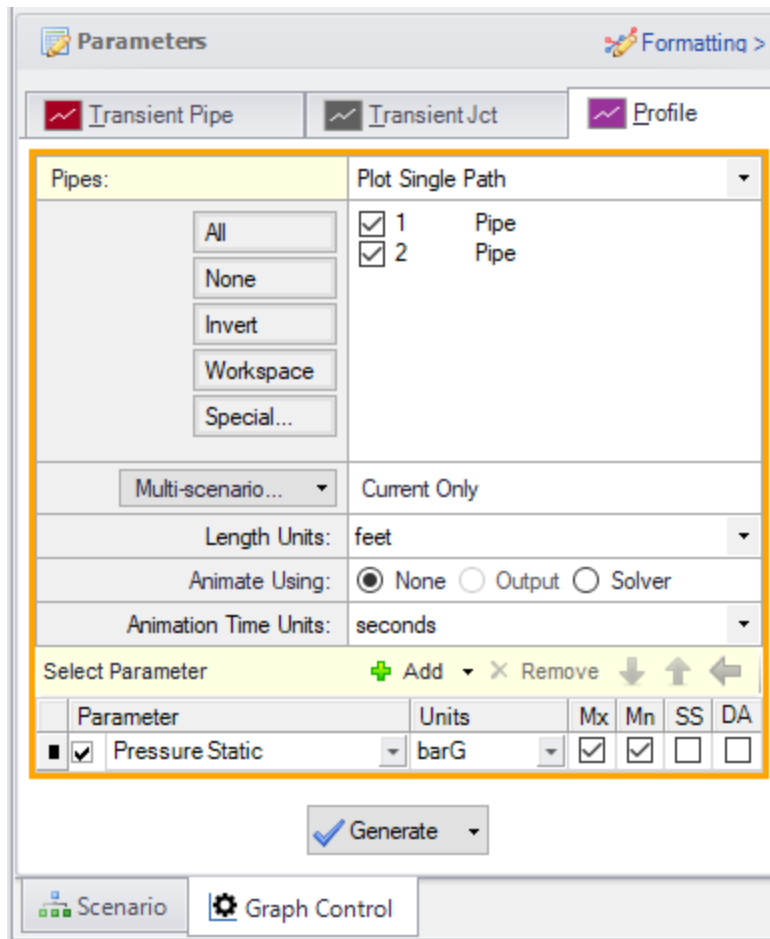 Parameters Formatting >
Transient Pipe Transient Jct Profile
Pipes: Plot Single Path
All 1 Pipe
None 2 Pipe
Invert
Workspace
Special...
Multi-scenario... Current Only
Length Units: feet
Animate Using: None Output Solver
Animation Time Units: seconds
Select Parameter Add Remove
Parameter Units Mx Mn SS DA
Pressure Static barG
Generate
Scenario Graph Control